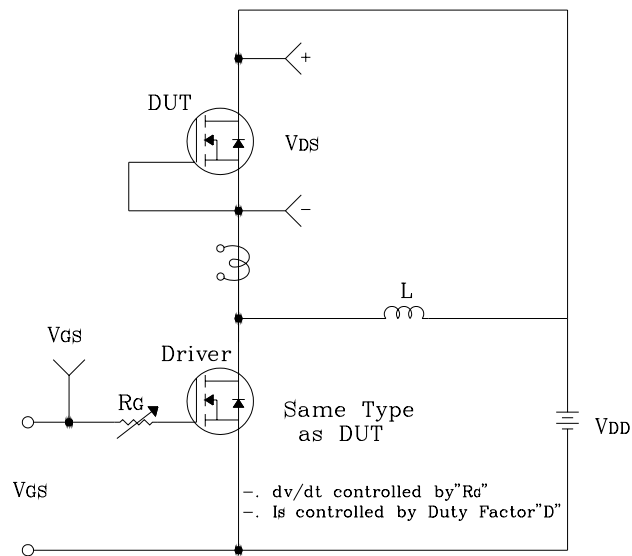 +
DUT
VDS
-
L
VGS
Driver
RG
Same Type
as DUT
VDD
VGS
-. dv/dt controlled by"RG"
-. Is controlled by Duty Factor"D"